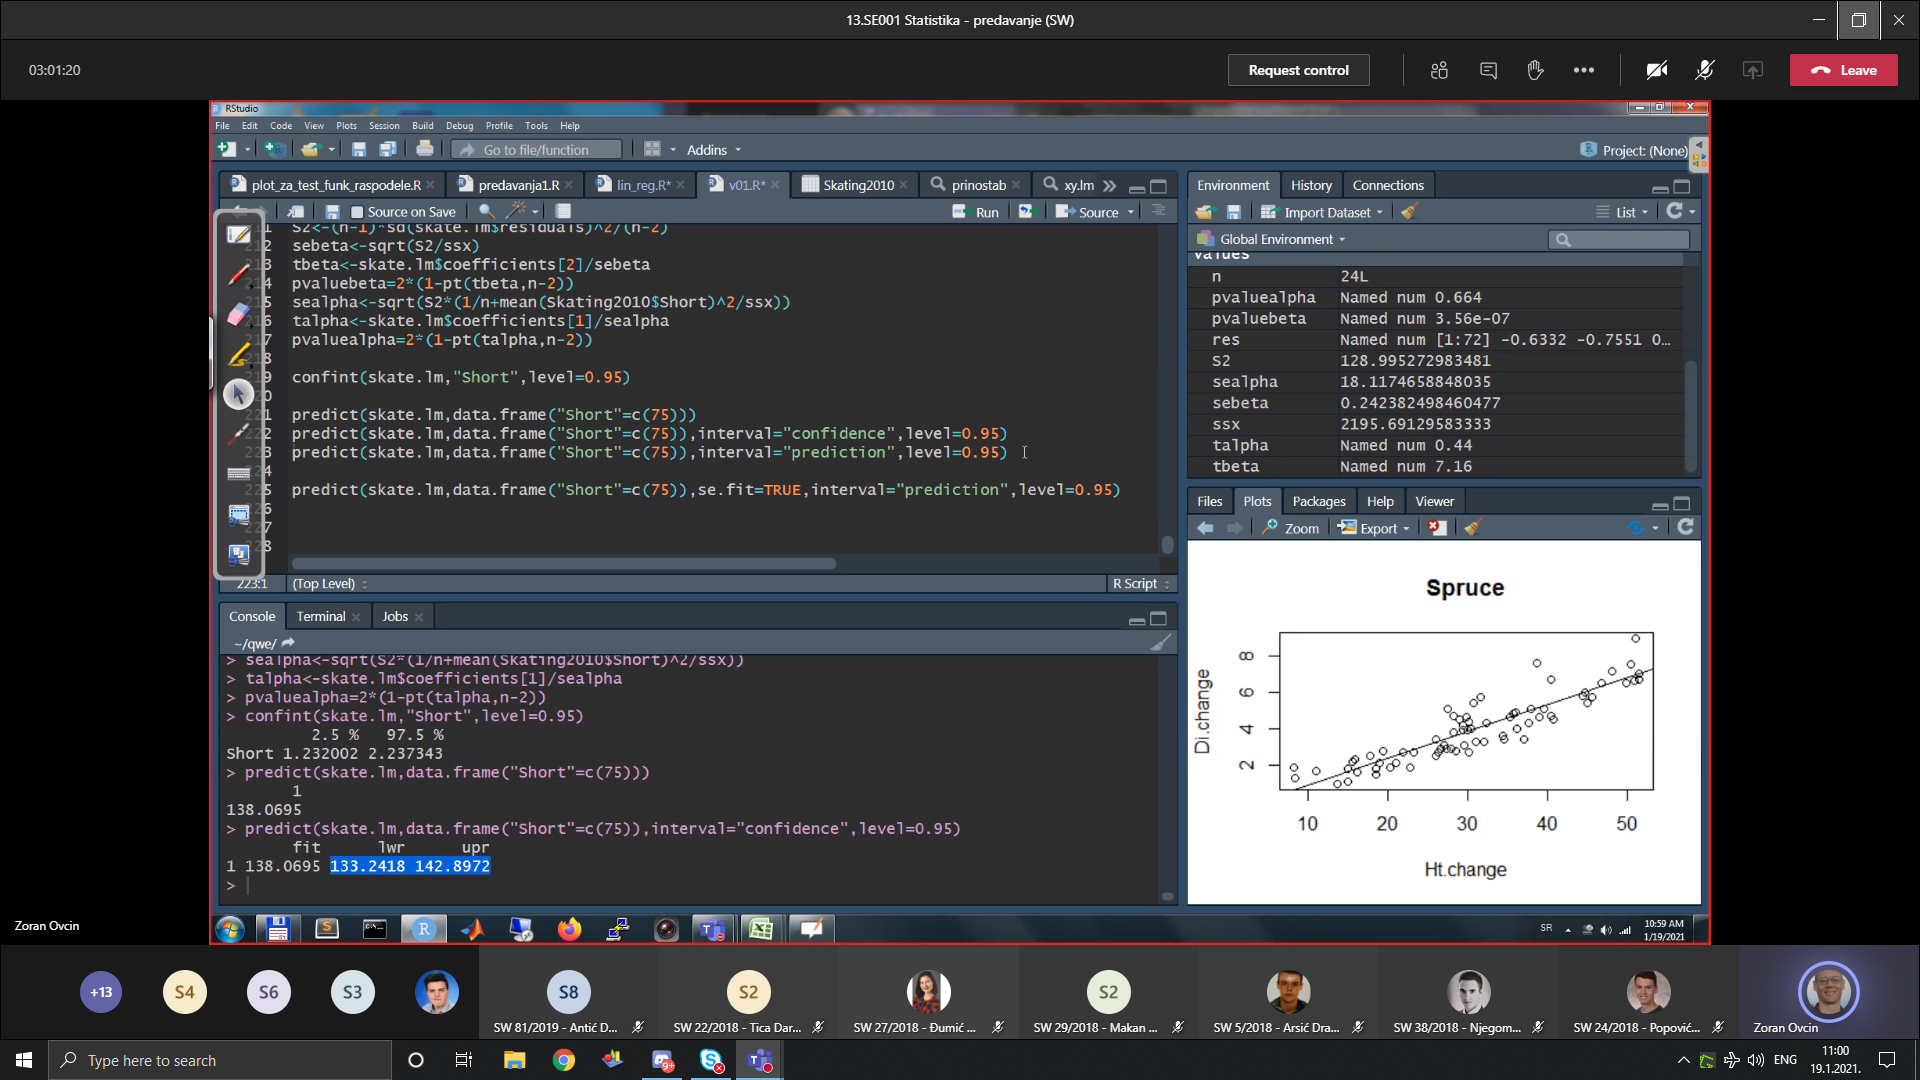 13.SE001 Statistika - predavanje (SW)
03:01:20
Request control
Leave
RStudio
File Edit Code View Plots Session Build Debug Profile Tools Help
Go to file/function
Addins
Project: (None)
plot_za_test_funk_raspodele.R
predavanja1.R
lin_reg.R*
v01.R*
Skating2010
prinostab
xy.lm
Source on Save
Run
Source
S2<-(n-1)*sd(skate.lm$residuals)^2/(n-2)
12 sebeta<-sqrt(S2/ssx)
13 tbeta<-skate.lm$coefficients[2]/sebeta
14 pvaluebeta=2*(1-pt(tbeta,n-2))
15 sealpha<-sqrt(S2*(1/n+mean(Skating2010$Short)^2/ssx))
16 talpha<-skate.lm$coefficients[1]/sealpha
17 pvaluealpha=2*(1-pt(talpha,n-2))
18
19 confint(skate.lm,"Short",level=0.95)
20
21 predict(skate.lm,data.frame("Short"=c(75)))
22 predict(skate.lm,data.frame("Short"=c(75)),interval="confidence",level=0.95)
23 predict(skate.lm,data.frame("Short"=c(75)),interval="prediction",level=0.95)
24
25 predict(skate.lm,data.frame("Short"=c(75)),se.fit=TRUE,interval="prediction",level=0.95)
26
27
28
223:1 (Top Level) R Script
Console Terminal Jobs
~/qwe/
> sealpha<-sqrt(S2*(1/n+mean(Skating2010$Short)^2/ssx))
> talpha<-skate.lm$coefficients[1]/sealpha
> pvaluealpha=2*(1-pt(talpha,n-2))
> confint(skate.lm,"Short",level=0.95)
2.5 % 97.5 %
Short 1.232002 2.237343
> predict(skate.lm,data.frame("Short"=c(75)))
1
138.0695
> predict(skate.lm,data.frame("Short"=c(75)),interval="confidence",level=0.95)
fit lwr upr
1 138.0695 133.2418 142.8972
>
Environment History Connections
Import Dataset
List
Global Environment
Values
n 24L
pvaluealpha Named num 0.664
pvaluebeta Named num 3.56e-07
res Named num [1:72] -0.6332 -0.7551 0...
S2 128.995272983481
sealpha 18.1174658848035
sebeta 0.242382498460477
ssx 2195.69129583333
talpha Named num 0.44
tbeta Named num 7.16
Files Plots Packages Help Viewer
Zoom Export
Spruce
Di.change
8
6
4
2
10 20 30 40 50
Ht.change
SR
10:59 AM
1/19/2021
Zoran Ovcin
+13
S4
S6
S3
S8
SW 81/2019 - Antić D...
S2
SW 22/2018 - Tica Dar...
SW 27/2018 - Đumić ...
S2
SW 29/2018 - Makan ...
SW 5/2018 - Arsić Dra...
SW 38/2018 - Njegom...
SW 24/2018 - Popović...
Zoran Ovcin
Type here to search
9+
ENG
11:00
19.1.2021.